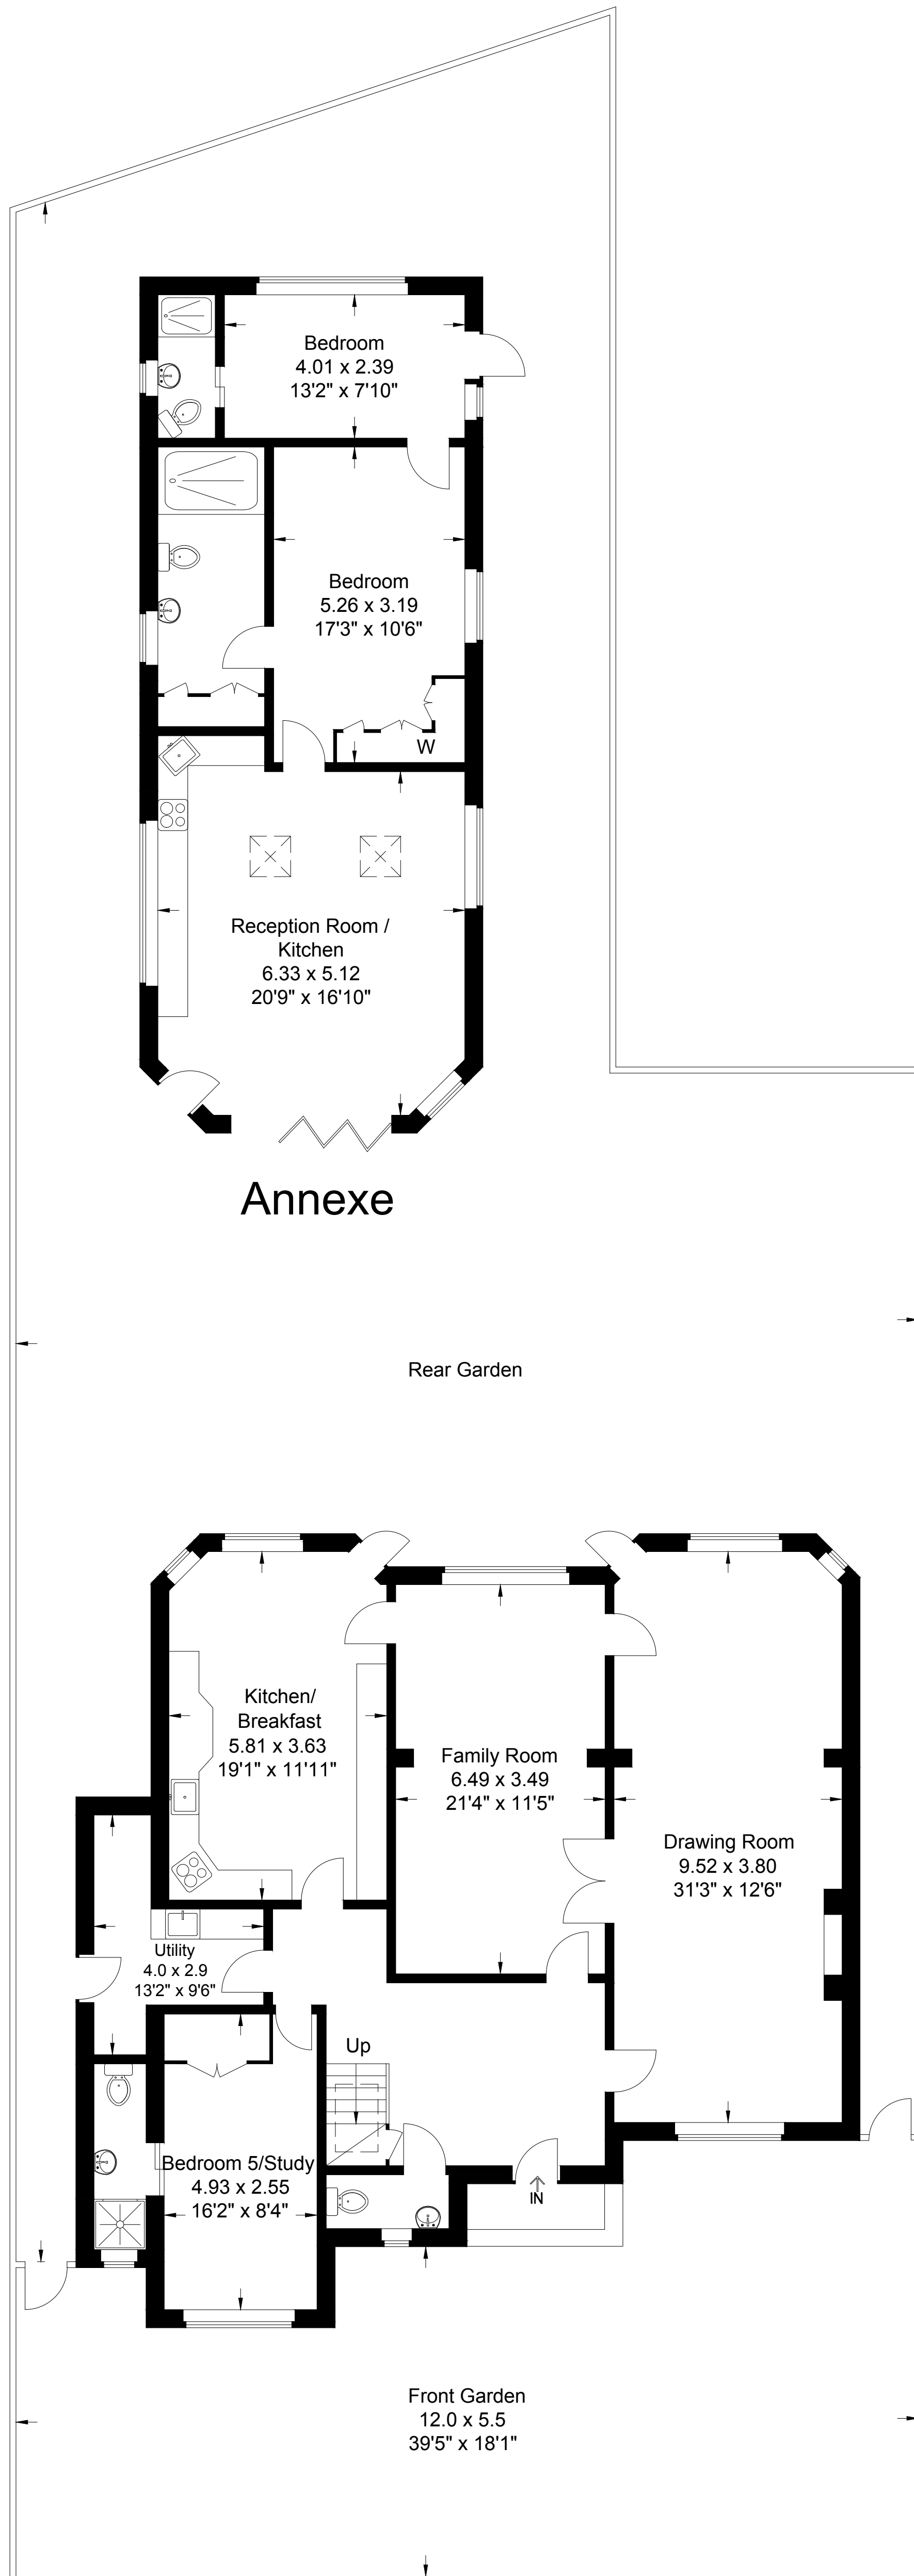 Bedroom
4.01 x 2.39
13'2" x 7'10"
Bedroom
5.26 x 3.19
17'3" x 10'6"
W
Reception Room /
Kitchen
6.33 x 5.12
20'9" x 16'10"
Annexe
Rear Garden
Kitchen/
Breakfast
5.81 x 3.63
19'1" x 11'11"
Family Room
6.49 x 3.49
21'4" x 11'5"
Drawing Room
9.52 x 3.80
31'3" x 12'6"
Utility
4.0 x 2.9
13'2" x 9'6"
Up
Bedroom 5/Study
4.93 x 2.55
16'2" x 8'4"
IN
Front Garden
12.0 x 5.5
39'5" x 18'1"